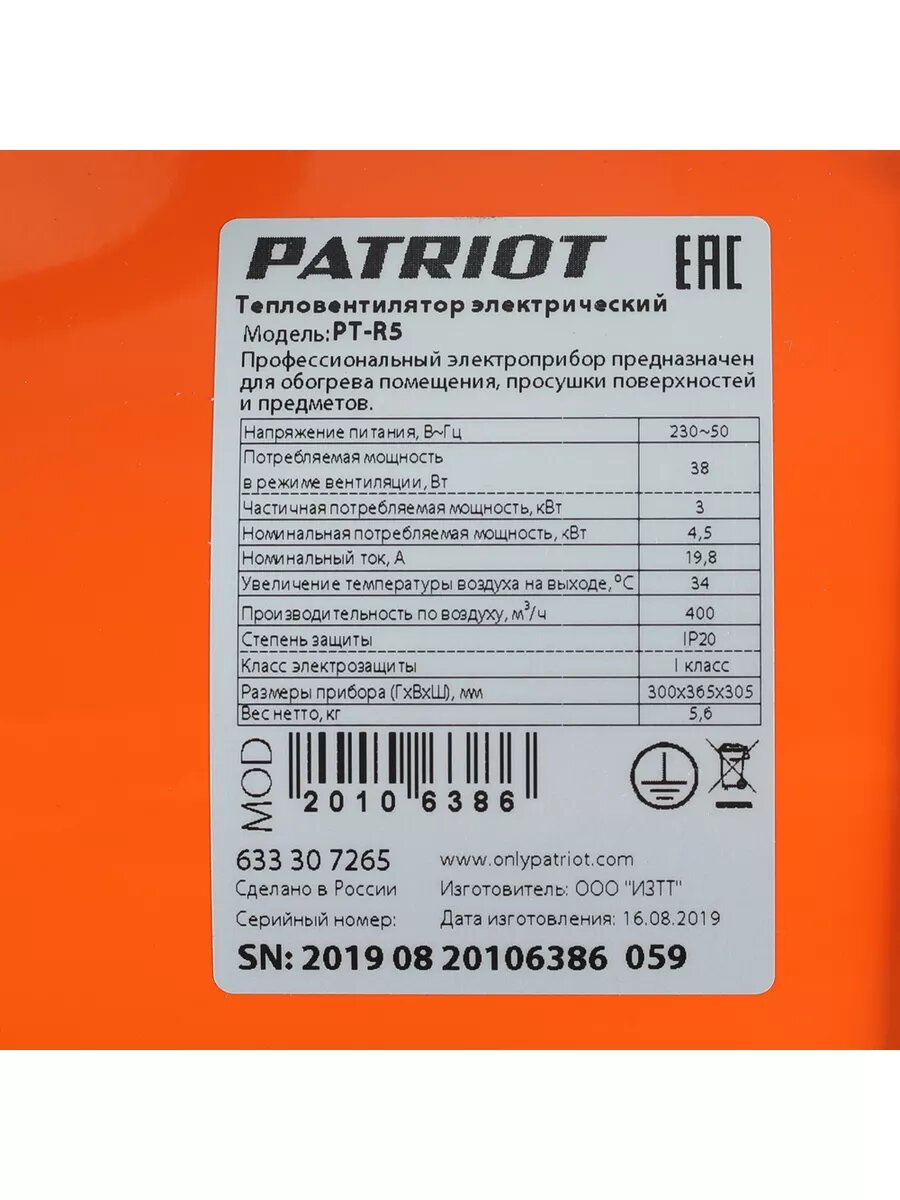 PATRIOT EAC
Тепловентилятор электрический
Модель: PT-R5
Профессиональный электроприбор предназначен
для обогрева помещения, просушки поверхностей
и предметов.
Напряжение питания, В~Гц 230~50
Потребляемая мощность
в режиме вентиляции, Вт 38
Частичная потребляемая мощность, кВт 3
Номинальная потребляемая мощность, кВт 4,5
Номинальный ток, А 19,8
Увеличение температуры воздуха на выходе, °С 34
Производительность по воздуху, м³/ч 400
Степень защиты IP20
Класс электрозащиты I класс
Размеры прибора (ГхВхШ), мм 300х365х305
Вес нетто, кг 5,6
MOD
2010 6386
633 30 7265 www.onlypatriot.com
Сделано в России Изготовитель: ООО "ИЗТТ"
Серийный номер: Дата изготовления: 16.08.2019
SN: 2019 08 20106386 059